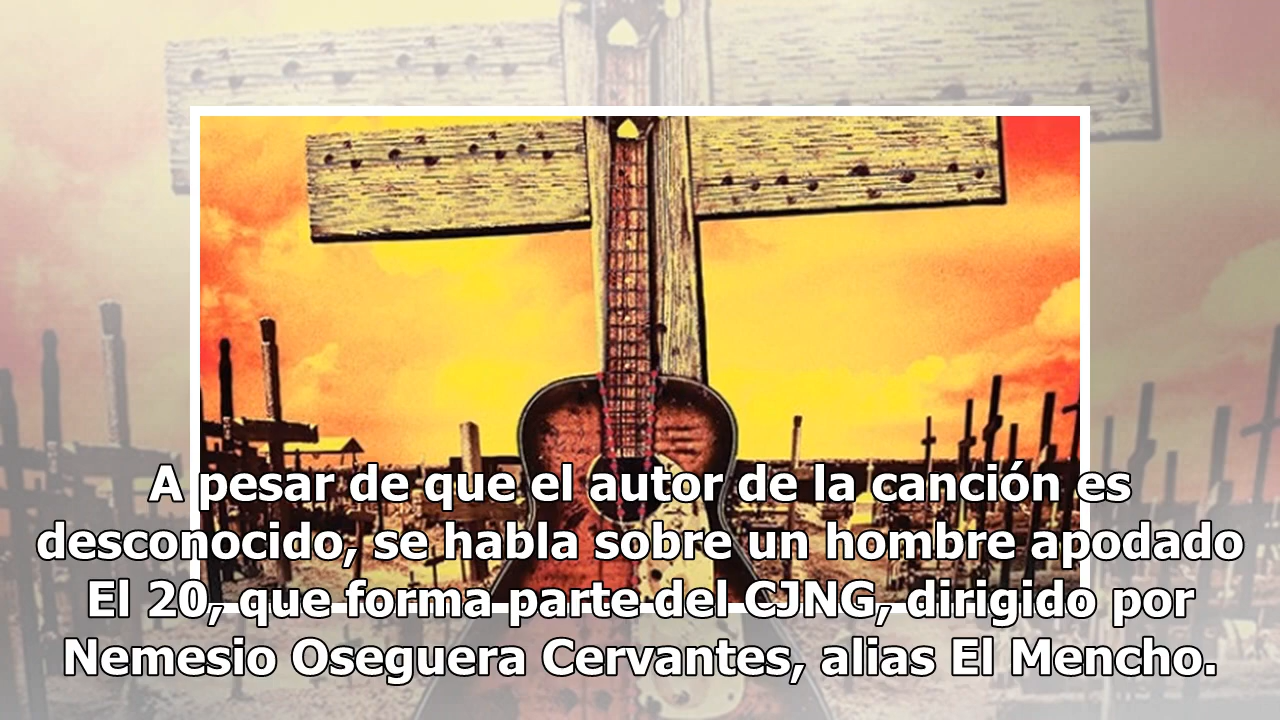 A pesar de que el autor de la canción es
desconocido, se habla sobre un hombre apodado
El 20, que forma parte del CJNG, dirigido por
Nemesio Oseguera Cervantes, alias El Mencho.